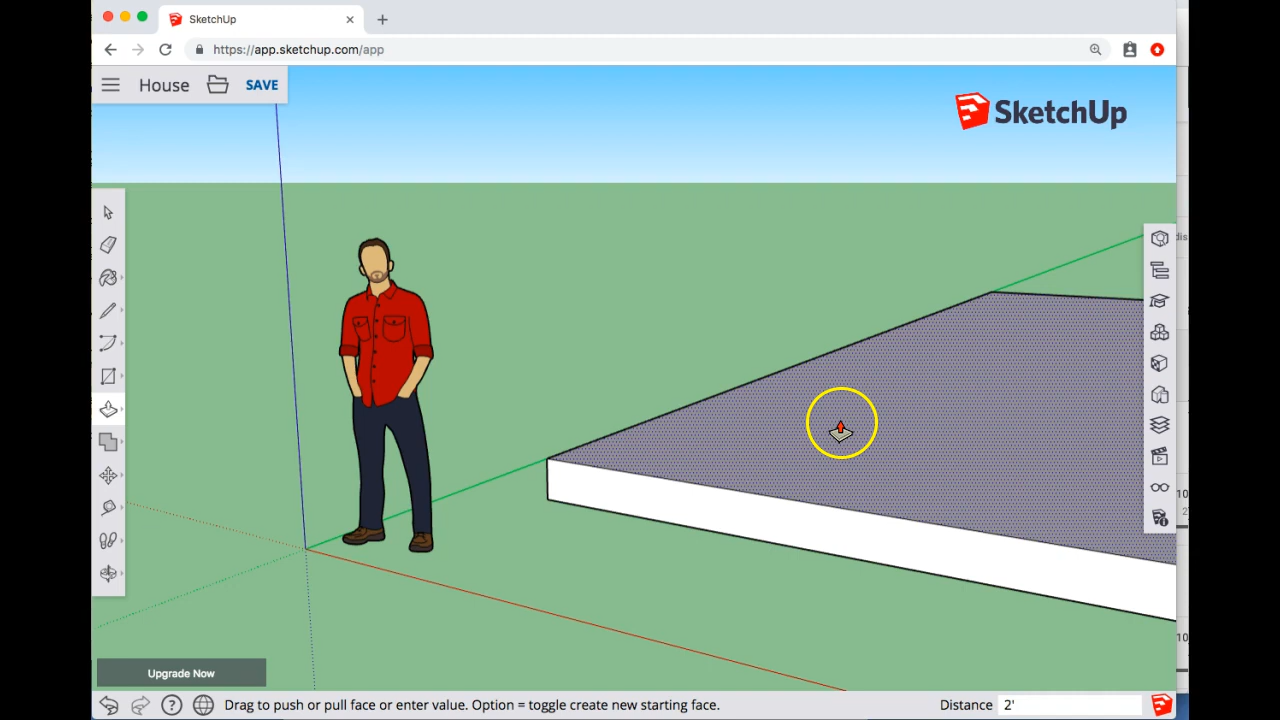 SketchUp
https://app.sketchup.com/app
House SAVE
SketchUp
Upgrade Now
Drag to push or pull face or enter value. Option = toggle create new starting face.
Distance 2'